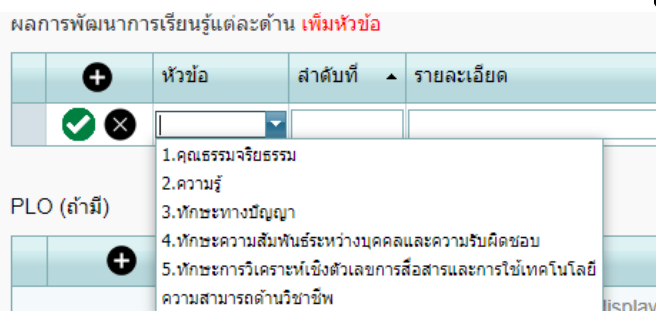 ผลการพัฒนาการเรียนรู้แต่ละด้าน เพิ่มหัวข้อ
หัวข้อ ลำดับที่ รายละเอียด
1.คุณธรรมจริยธรรม
2.ความรู้
3.ทักษะทางปัญญา
4.ทักษะความสัมพันธ์ระหว่างบุคคลและความรับผิดชอบ
5.ทักษะการวิเคราะห์เชิงตัวเลขการสื่อสารและการใช้เทคโนโลยี
ความสามารถด้านวิชาชีพ
PLO (ถ้ามี)
display